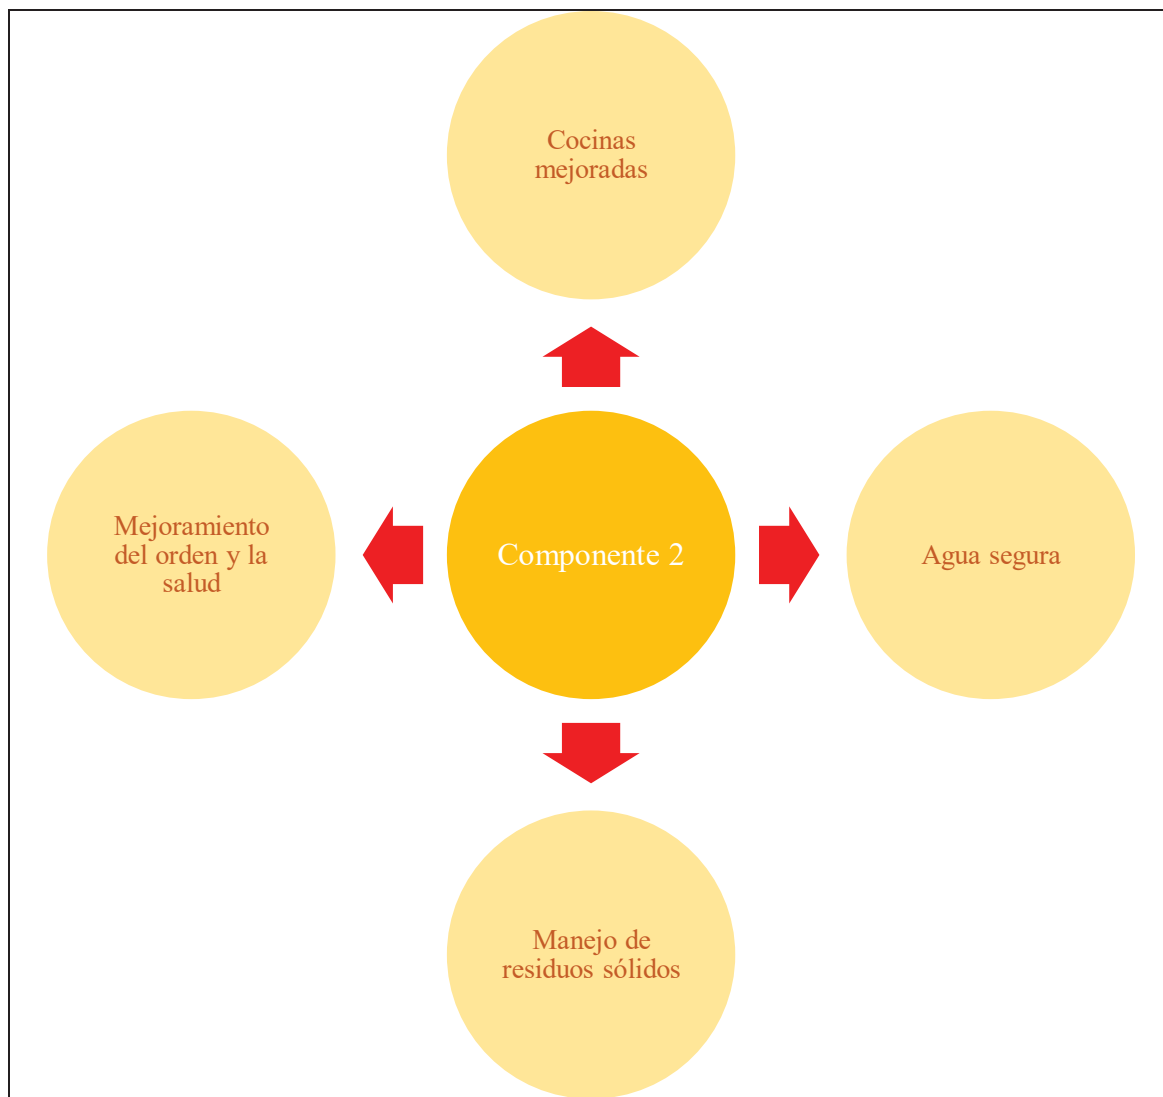 Cocinas
mejoradas
Mejoramiento
del orden y la
salud
Componente 2
Agua segura
Manejo de
residuos sólidos